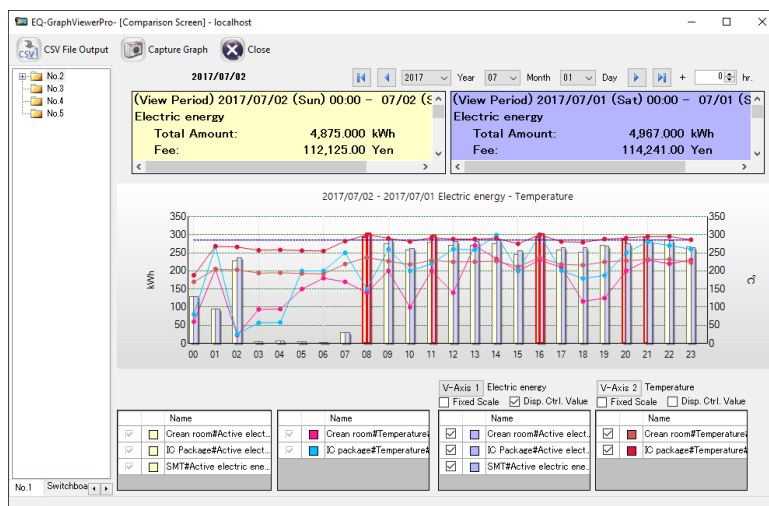 EQ-GraphViewerPro- [Comparison Screen] - localhost
CSV CSV File Output Capture Graph Close
No.2
No.3
No.4
No.5
2017/07/02
2017 Year 07 Month 01 Day + 0 hr.
(View Period) 2017/07/02 (Sun) 00:00 - 07/02 (S
Electric energy
Total Amount: 4,875.000 kWh
Fee: 112,125.00 Yen
(View Period) 2017/07/01 (Sat) 00:00 - 07/01 (S
Electric energy
Total Amount: 4,967.000 kWh
Fee: 114,241.00 Yen
2017/07/02 - 2017/07/01 Electric energy - Temperature
350 350
300 300
250 250
200 200
150 150
100 100
50 50
0 0
kWh
℃
00 01 02 03 04 05 06 07 08 09 10 11 12 13 14 15 16 17 18 19 20 21 22 23
V-Axis 1 Electric energy
Fixed Scale Disp. Ctrl. Value
V-Axis 2 Temperature
Fixed Scale Disp. Ctrl. Value
Name
Crean room#Active elect...
IC Package#Active elect...
SMT#Active electric ene...
Name
Crean room#Temperature#
IC package#Temperature#
Name
Crean room#Active elect...
IC Package#Active elect...
SMT#Active electric ene...
Name
Crean room#Temperature#
IC package#Temperature#
No.1 Switchboa